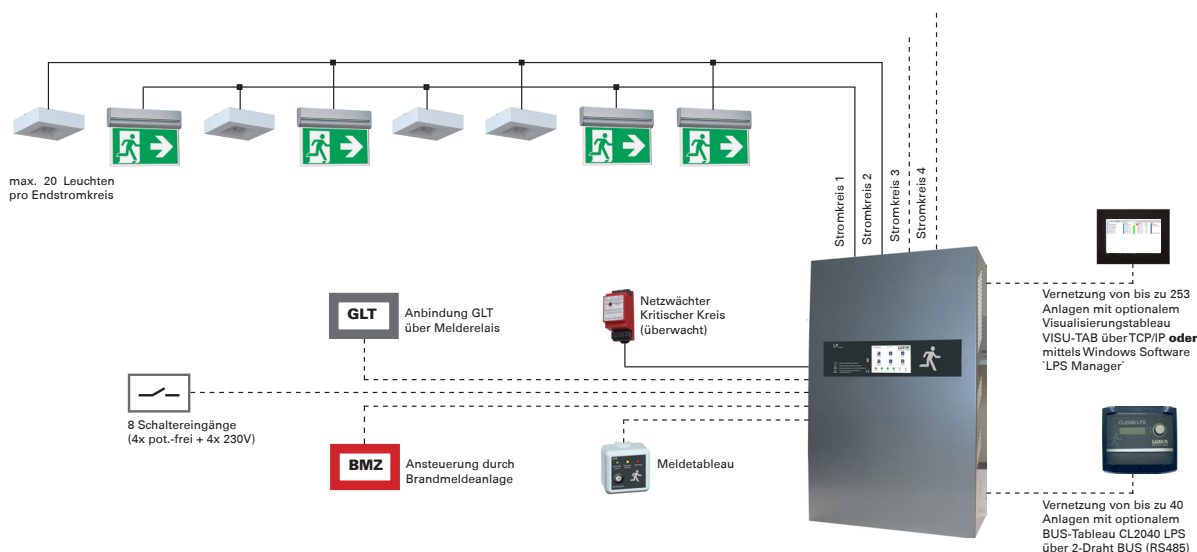 max. 20 Leuchten
pro Endstromkreis
Stromkreis 1
Stromkreis 2
Stromkreis 3
Stromkreis 4
GLT
Anbindung GLT
über Melderelais
Netzwächter
Kritischer Kreis
(überwacht)
8 Schaltereingänge
(4x pot.-frei + 4x 230V)
BMZ
Ansteuerung durch
Brandmeldeanlage
Meldetableau
Vernetzung von bis zu 253
Anlagen mit optionalem
Visualisierungstableau
VISU-TAB über TCP/IP oder
mittels Windows Software
`LPS Manager`
CL2040 LPS
Vernetzung von bis zu 40
Anlagen mit optionalem
BUS-Tableau CL2040 LPS
über 2-Draht BUS (RS485)